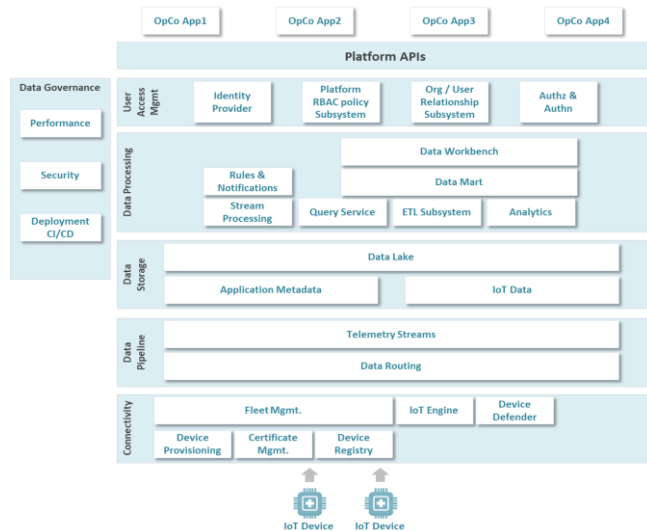 OpCo App1
OpCo App2
OpCo App3
OpCo App4
Platform APIs
Data Governance
Performance
Security
Deployment
CI/CD
User
Access
Mgmt
Identity
Provider
Platform
RBAC policy
Subsystem
Org / User
Relationship
Subsystem
Authz &
Authn
Data Processing
Data Workbench
Rules &
Notifications
Data Mart
Stream
Processing
Query Service
ETL Subsystem
Analytics
Data
Storage
Data Lake
Application Metadata
IoT Data
Data
Pipeline
Telemetry Streams
Data Routing
Connectivity
Fleet Mgmt.
IoT Engine
Device
Defender
Device
Provisioning
Certificate
Mgmt.
Device
Registry
IoT Device
IoT Device